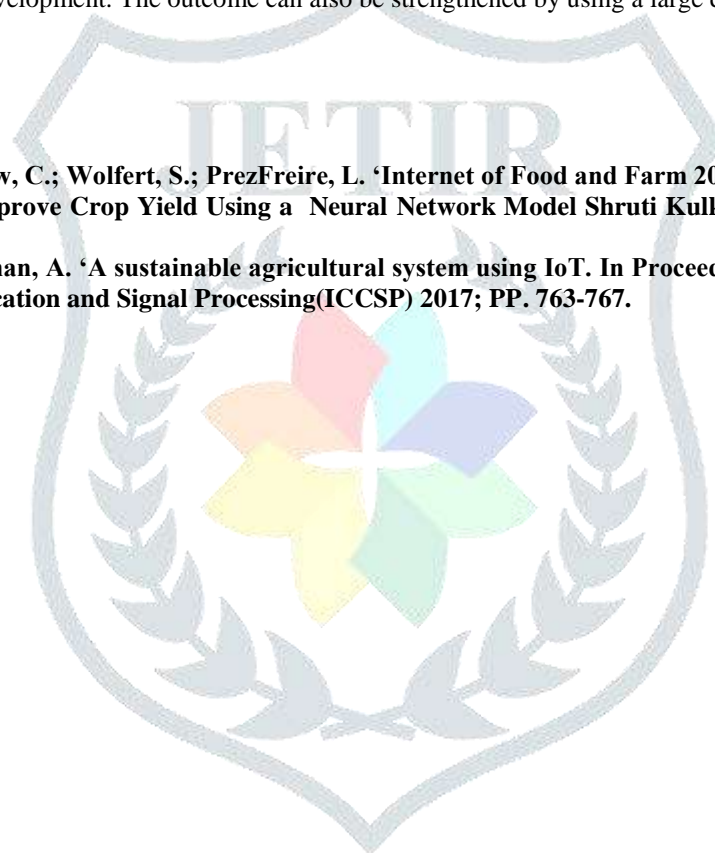 velopment. The outcome can also be strengthened by using a large
JETIR
w, C.; Wolfert, S.; PrezFreire, L. ‘Internet of Food and Farm 20
prove Crop Yield Using a Neural Network Model Shruti Kulk
nan, A. ‘A sustainable agricultural system using IoT. In Proceed
cation and Signal Processing(ICCSP) 2017; PP. 763-767.